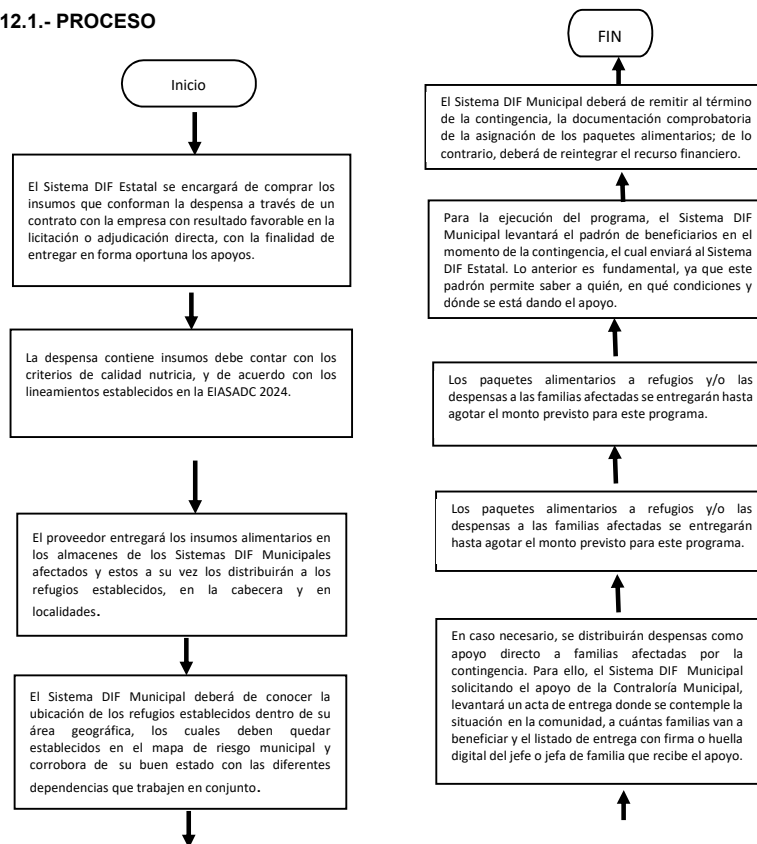 12.1.- PROCESO
Inicio
El Sistema DIF Estatal se encargará de comprar los
insumos que conforman la despensa a través de un
contrato con la empresa con resultado favorable en la
licitación o adjudicación directa, con la finalidad de
entregar en forma oportuna los apoyos.
La despensa contiene insumos debe contar con los
criterios de calidad nutricia, y de acuerdo con los
lineamientos establecidos en la EIASADC 2024.
El proveedor entregará los insumos alimentarios en
los almacenes de los Sistemas DIF Municipales
afectados y estos a su vez los distribuirán a los
refugios establecidos, en la cabecera y en
localidades.
El Sistema DIF Municipal deberá de conocer la
ubicación de los refugios establecidos dentro de su
área geográfica, los cuales deben quedar
establecidos en el mapa de riesgo municipal y
corrobora de su buen estado con las diferentes
dependencias que trabajen en conjunto.
FIN
El Sistema DIF Municipal deberá de remitir al término
de la contingencia, la documentación comprobatoria
de la asignación de los paquetes alimentarios; de lo
contrario, deberá de reintegrar el recurso financiero.
Para la ejecución del programa, el Sistema DIF
Municipal levantará el padrón de beneficiarios en el
momento de la contingencia, el cual enviará al Sistema
DIF Estatal. Lo anterior es fundamental, ya que este
padrón permite saber a quién, en qué condiciones y
dónde se está dando el apoyo.
Los paquetes alimentarios a refugios y/o las
despensas a las familias afectadas se entregarán hasta
agotar el monto previsto para este programa.
Los paquetes alimentarios a refugios y/o las
despensas a las familias afectadas se entregarán
hasta agotar el monto previsto para este programa.
En caso necesario, se distribuirán despensas como
apoyo directo a familias afectadas por la
contingencia. Para ello, el Sistema DIF Municipal
solicitando el apoyo de la Contraloría Municipal,
levantará un acta de entrega donde se contemple la
situación en la comunidad, a cuántas familias van a
beneficiar y el listado de entrega con firma o huella
digital del jefe o jefa de familia que recibe el apoyo.